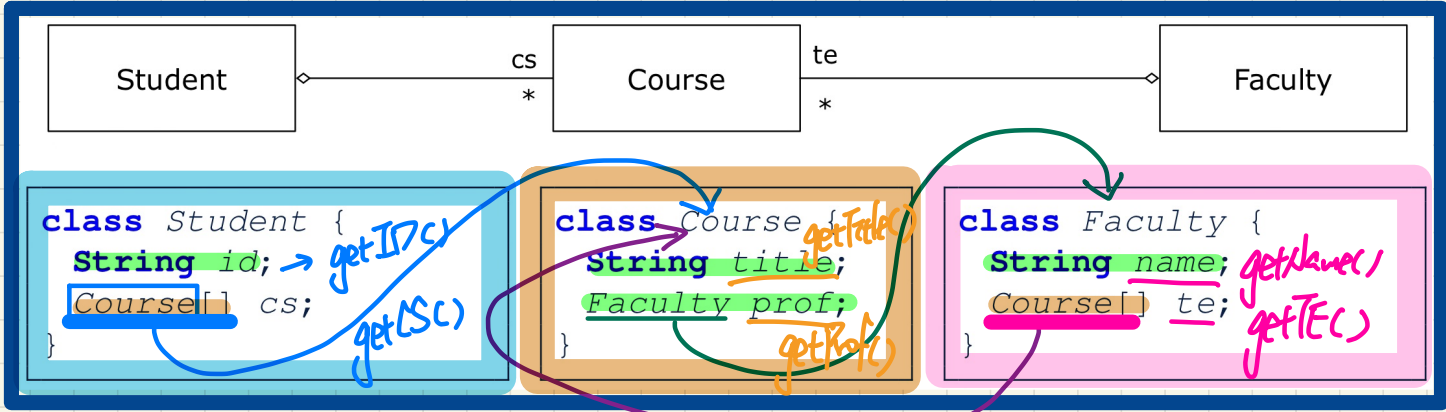 Student
cs
*
Course
te
*
Faculty
class Student {
String id; → getID()
Course[] cs;
getCS()
}
class Course {
getTitle()
String title;
Faculty prof;
getProf()
}
class Faculty {
String name; getName()
Course[] te; getTE()
}